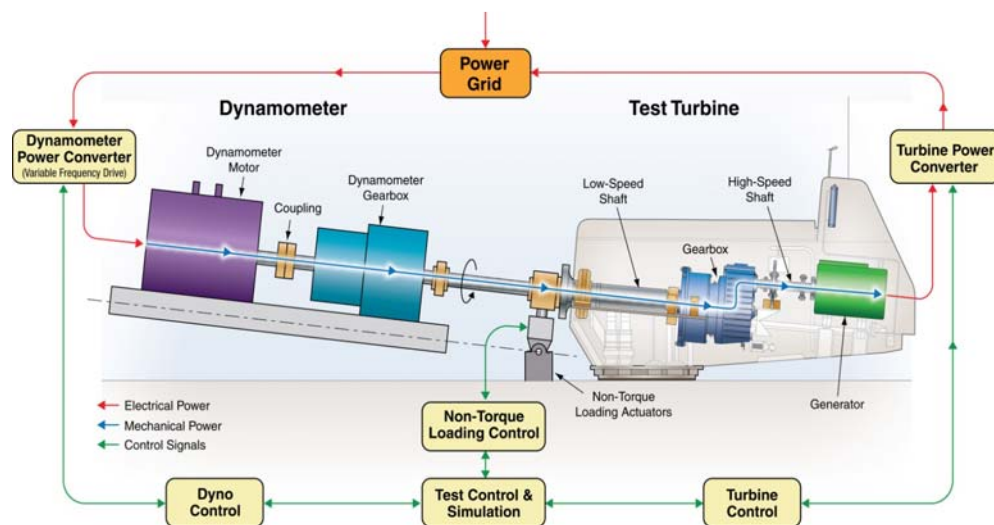 Power
Grid
Dynamometer
Test Turbine
Dynamometer
Power Converter
(Variable Frequency Drive)
Dynamometer
Motor
Coupling
Dynamometer
Gearbox
Low-Speed
Shaft
High-Speed
Shaft
Gearbox
Turbine Power
Converter
Electrical Power
Mechanical Power
Control Signals
Non-Torque
Loading Actuators
Generator
Non-Torque
Loading Control
Dyno
Control
Test Control &
Simulation
Turbine
Control